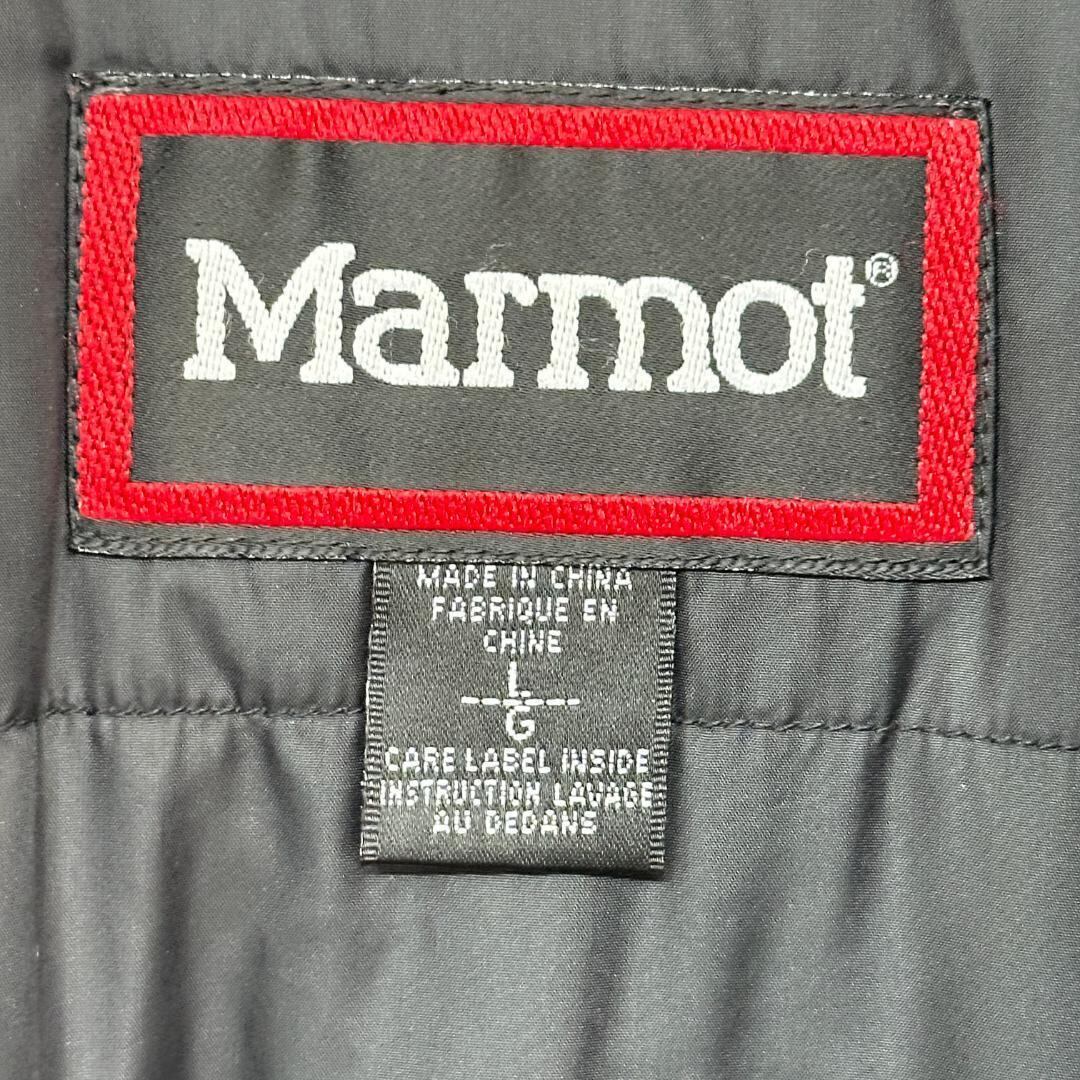 Marmot®
MADE IN CHINA
FABRIQUE EN
CHINE
L
G
CARE LABEL INSIDE
INSTRUCTION LAVAGE
AU DEDANS